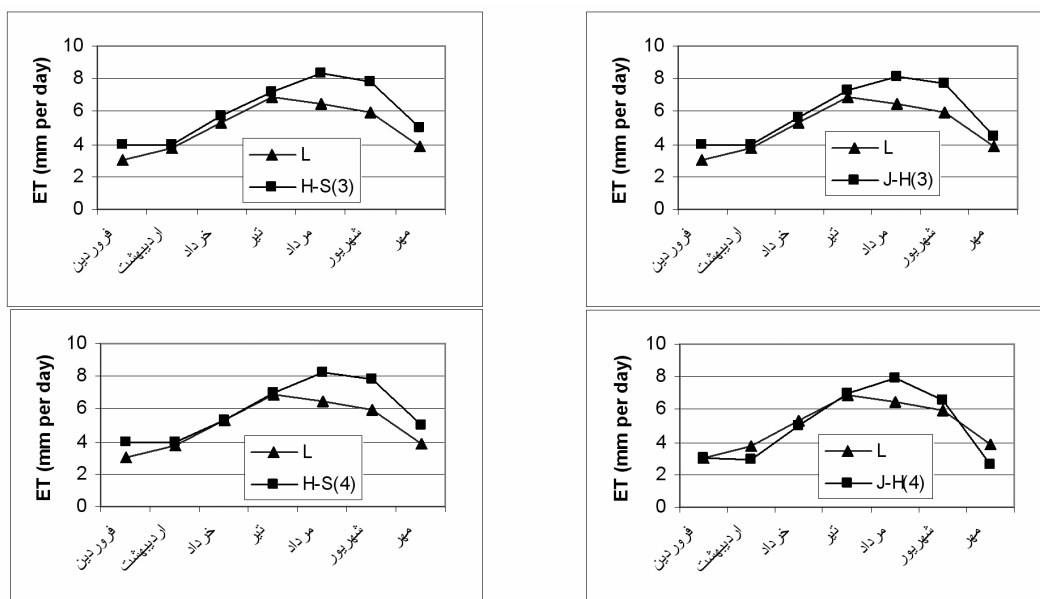 ET (mm per day)
10
8
6
4
2
0
L
H-S(3)
فروردین
اردیبهشت
خرداد
تیر
مرداد
شهریور
مهر
ET (mm per day)
10
8
6
4
2
0
L
J-H(3)
فروردین
اردیبهشت
خرداد
تیر
مرداد
شهریور
مهر
ET (mm per day)
10
8
6
4
2
0
L
H-S(4)
فروردین
اردیبهشت
خرداد
تیر
مرداد
شهریور
مهر
ET (mm per day)
10
8
6
4
2
0
L
J-H(4)
فروردین
اردیبهشت
خرداد
تیر
مرداد
شهریور
مهر